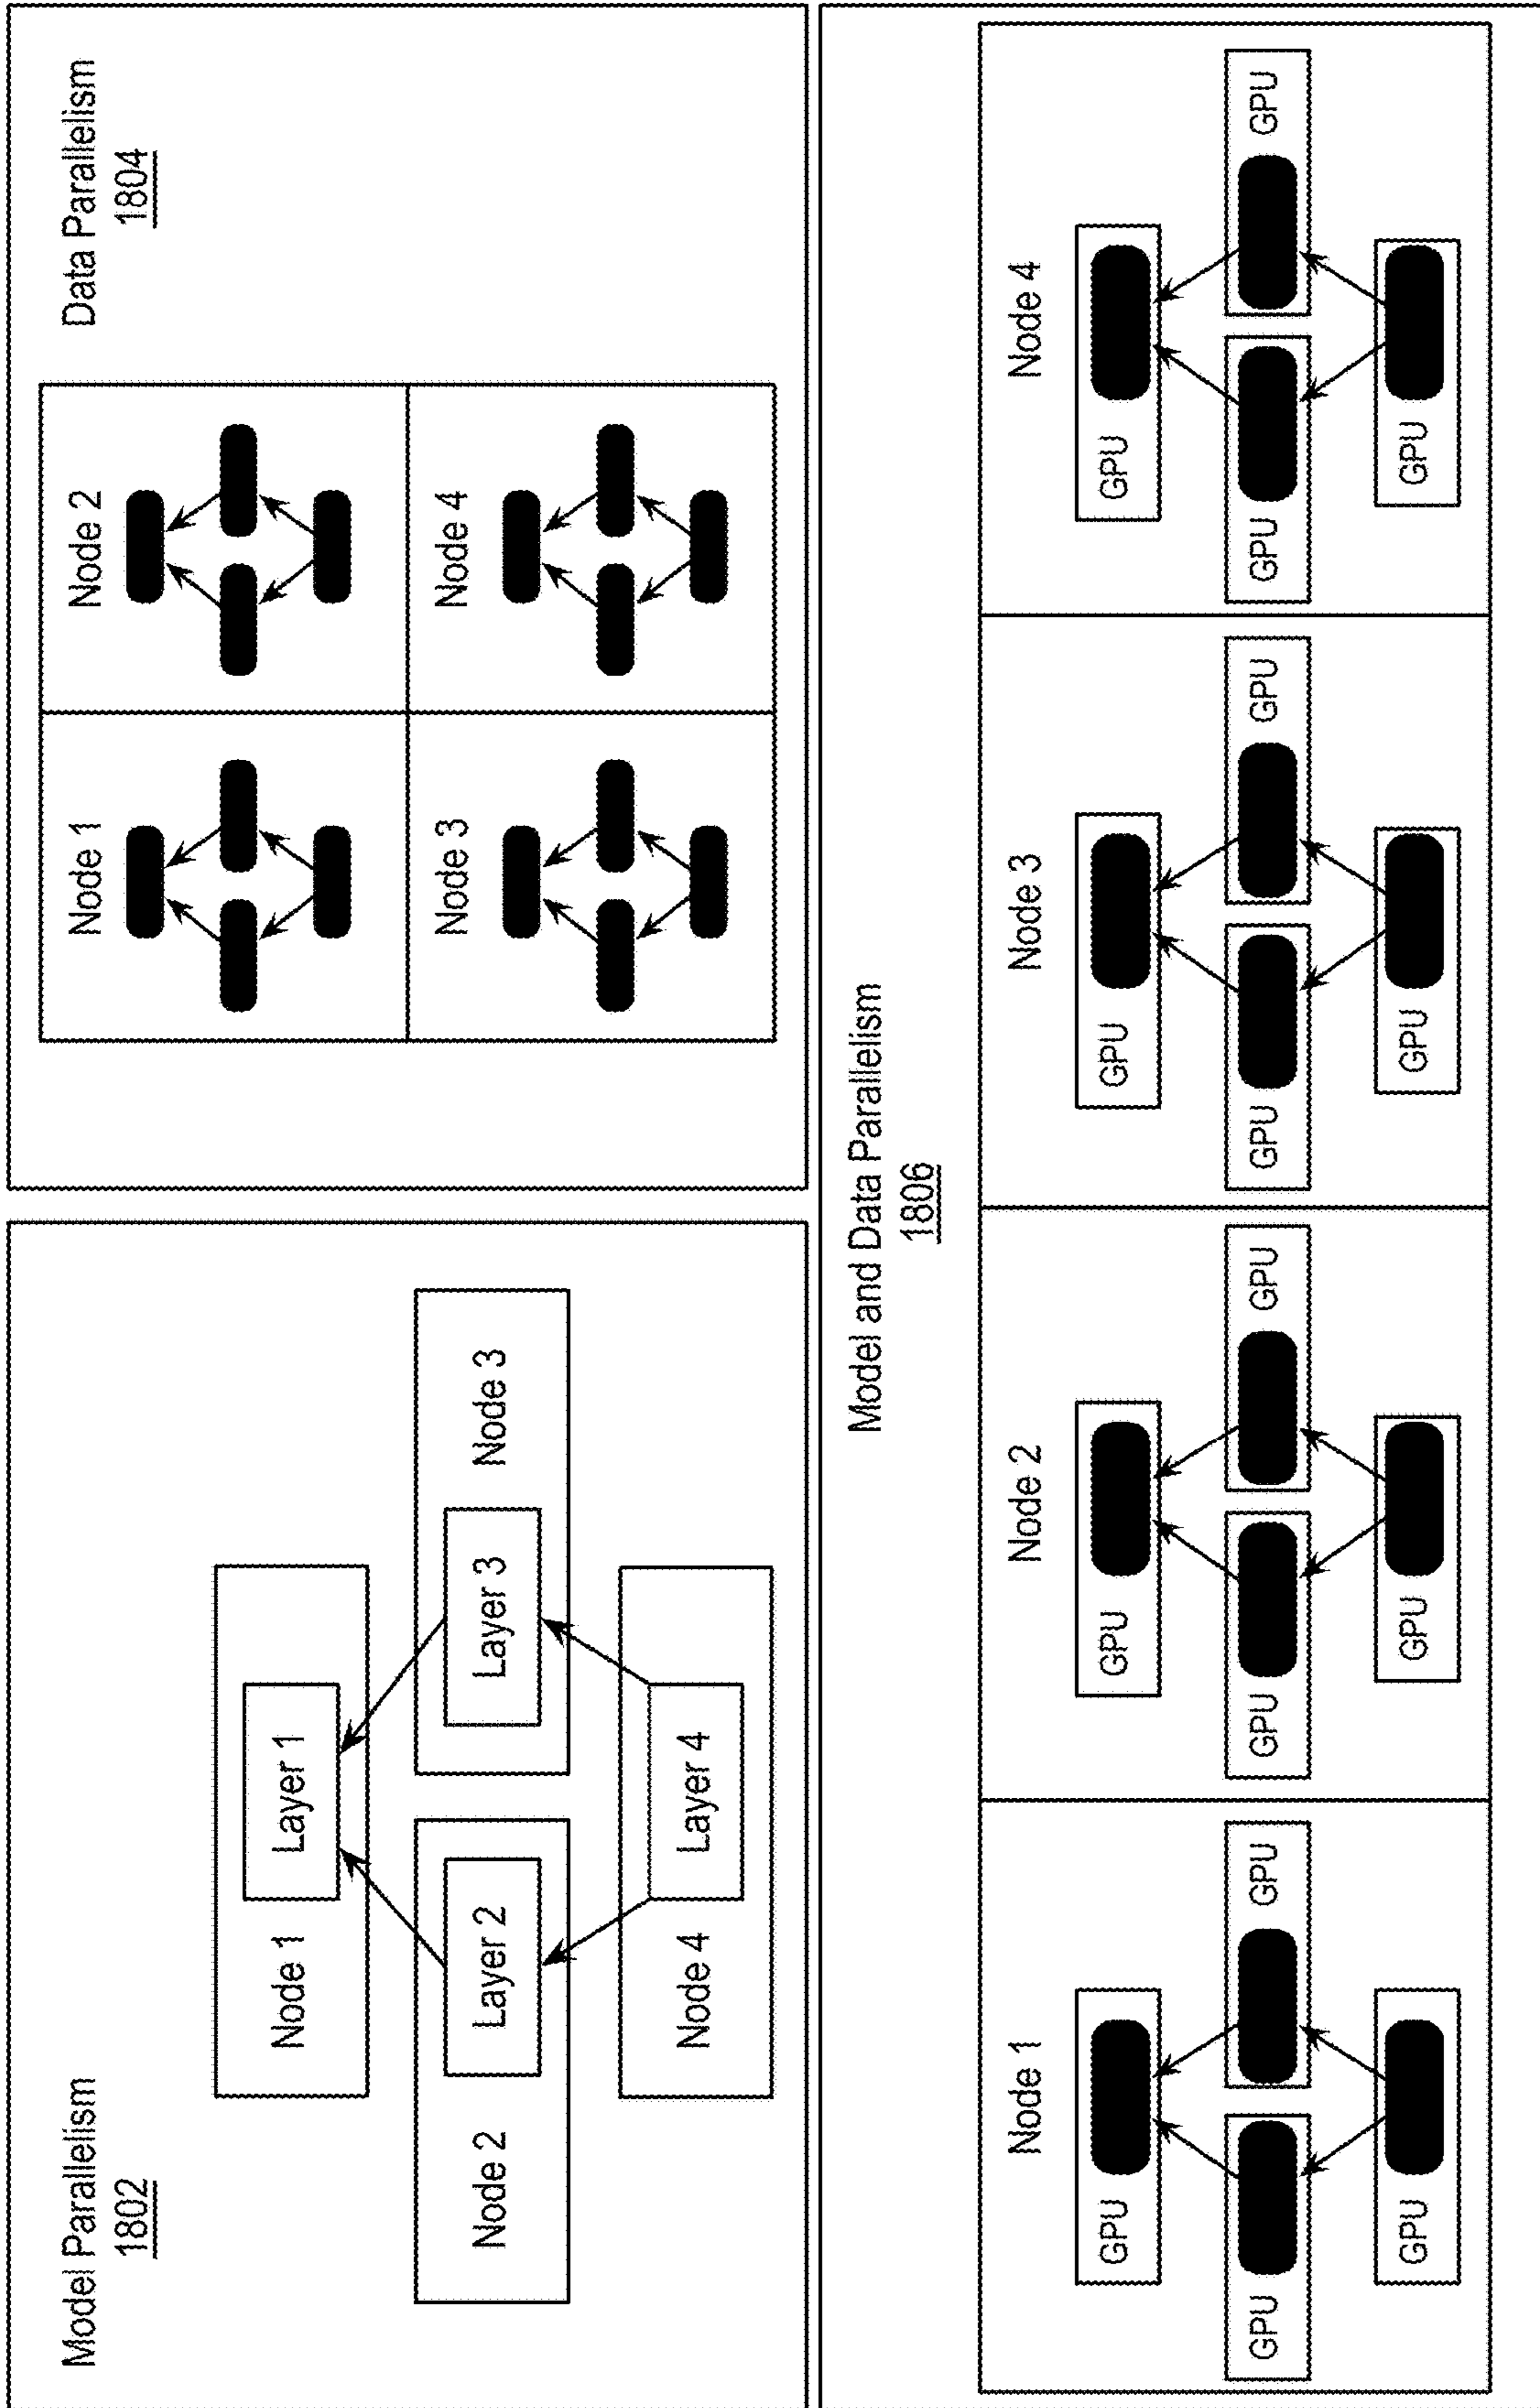 Model Parallelism
1802
Node 1
Layer 1
Node 2
Layer 2
Layer 3
Node 3
Node 4
Layer 4
Data Parallelism
1804
Node 1
Node 2
Node 3
Node 4
Model and Data Parallelism
1806
Node 1
GPU
GPU
GPU
GPU
Node 2
GPU
GPU
GPU
GPU
Node 3
GPU
GPU
GPU
GPU
Node 4
GPU
GPU
GPU
GPU